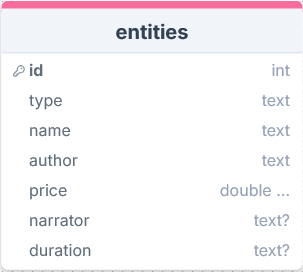 entities
id int
type text
name text
author text
price double ...
narrator text?
duration text?